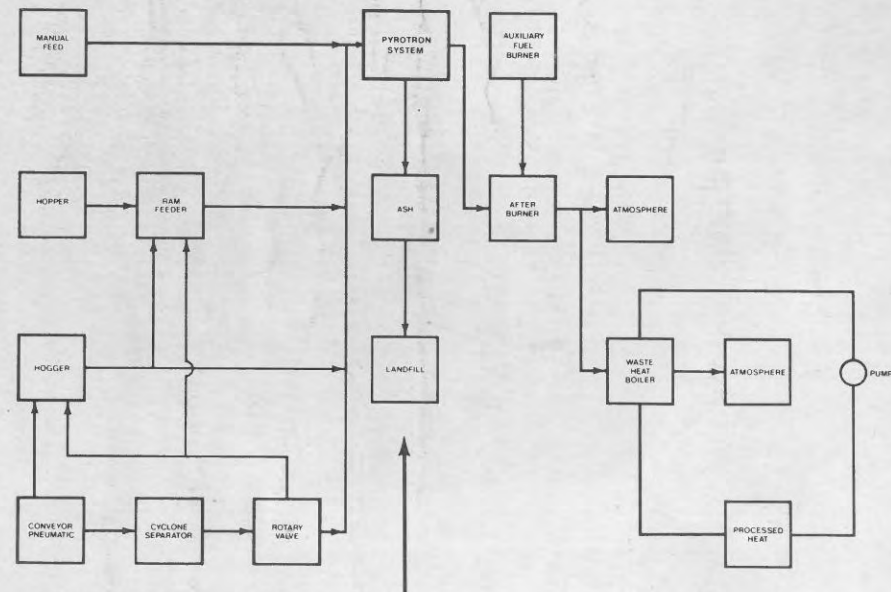 MANUAL
FEED
PYROTRON
SYSTEM
AUXILIARY
FUEL
BURNER
HOPPER
RAM
FEEDER
ASH
AFTER
BURNER
ATMOSPHERE
HOGGER
LANDFILL
WASTE
HEAT
BOILER
ATMOSPHERE
PUMP
CONVEYOR
PNEUMATIC
CYCLONE
SEPARATOR
ROTARY
VALVE
PROCESSED
HEAT